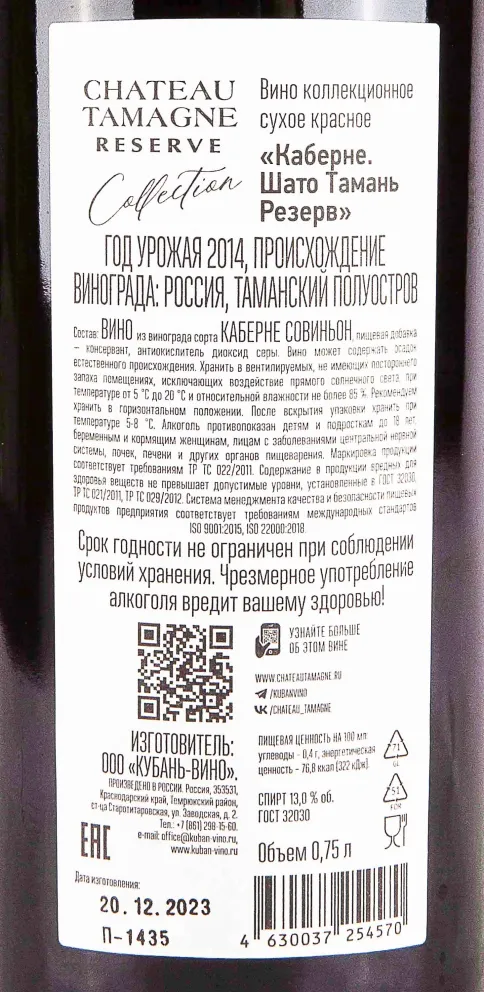 CHATEAU
TAMAGNE
RESERVE
Collection
Вино коллекционное
сухое красное
«Каберне.
Шато Тамань
Резерв»
ГОД УРОЖАЯ 2014, ПРОИСХОЖДЕНИЕ
ВИНОГРАДА: РОССИЯ, ТАМАНСКИЙ ПОЛУОСТРОВ
Состав: ВИНО из винограда сорта КАБЕРНЕ СОВИНЬОН, пищевая добавка
– консервант, антиокислитель диоксид серы. Вино может содержать осадок
естественного происхождения. Хранить в вентилируемых, не имеющих постороннего
запаха помещениях, исключающих воздействие прямого солнечного света, при
температуре от 5 °С до 20 °С и относительной влажности не более 85 %. Рекомендуем
хранить в горизонтальном положении. После вскрытия упаковки хранить при
температуре 5-8 °С. Алкоголь противопоказан детям и подросткам до 18 лет,
беременным и кормящим женщинам, лицам с заболеваниями центральной нервной
системы, почек, печени и других органов пищеварения. Маркировка продукции
соответствует требованиям ТР ТС 022/2011. Содержание в продукции вредных для
здоровья веществ не превышает допустимые уровни, установленные в ГОСТ 32030,
ТР ТС 021/2011, ТР ТС 029/2012. Система менеджмента качества и безопасности пищевых
продуктов предприятия соответствует требованиям международных стандартов
ISO 9001:2015, ISO 22000:2018.
Срок годности не ограничен при соблюдении
условий хранения. Чрезмерное употребление
алкоголя вредит вашему здоровью!
УЗНАЙТЕ БОЛЬШЕ
ОБ ЭТОМ ВИНЕ
WWW.CHATEAUTAMAGNE.RU
/KUBANVINO
/CHATEAU_TAMAGNE
ИЗГОТОВИТЕЛЬ:
ООО «КУБАНЬ-ВИНО».
ПРОИЗВЕДЕНО В РОССИИ. Россия, 353531,
Краснодарский край, Темрюкский район,
ст-ца Старотитаровская, ул. Заводская, д. 2.
Тел.: +7 (861) 298-15-60.
e-mail: office@kuban-vino.ru
www.kuban-vino.ru
EAC
ПИЩЕВАЯ ЦЕННОСТЬ НА 100 мл:
углеводы - 0,4 г, энергетическая
ценность – 76,8 ккал (322 кДж).
71
GL
51
FOR
СПИРТ 13,0 % об.
ГОСТ 32030
Объем 0,75 л
Дата изготовления:
20.12.2023
П-1435
4 630037 254570